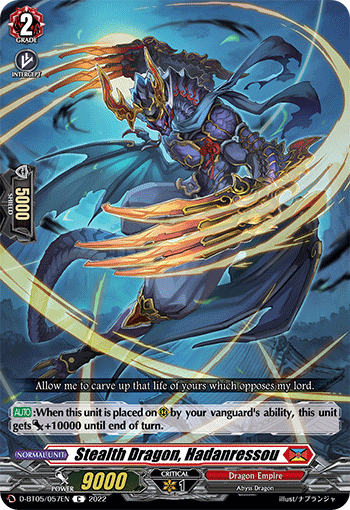 2
GRADE
INTERCEPT
5000
SHIELD
Allow me to carve up that life of yours which opposes my lord.
AUTO:When this unit is placed on R by your vanguard's ability, this unit
gets +10000 until end of turn.
NORMAL UNIT
Stealth Dragon, Hadanressou
POWER 9000
CRITICAL
1
Dragon Empire
Abyss Dragon
D-BT05/057EN C 2022
illust/ナブランジャ